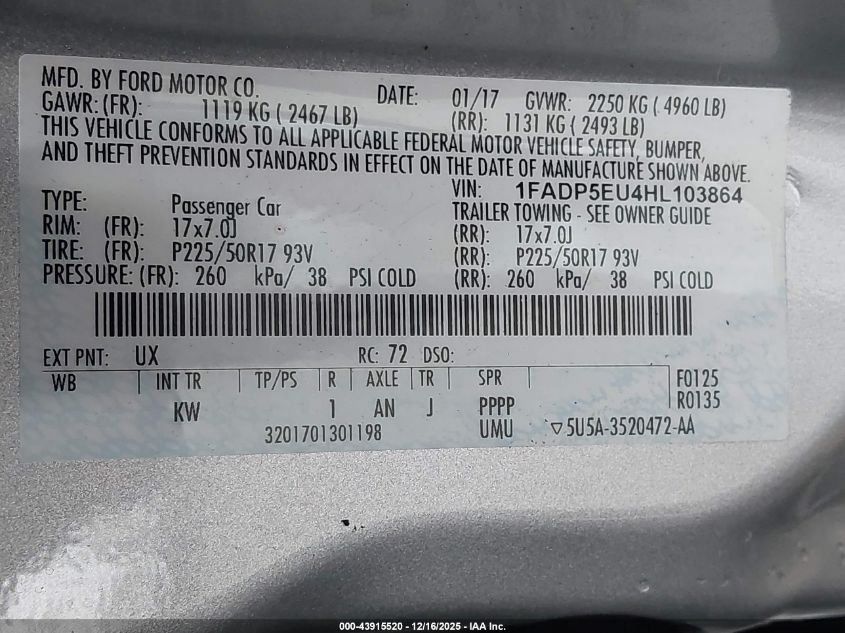 MFD. BY FORD MOTOR CO. DATE: 01/17 GVWR: 2250 KG ( 4960 LB)
GAWR: (FR): 1119 KG ( 2467 LB) (RR): 1131 KG ( 2493 LB)
THIS VEHICLE CONFORMS TO ALL APPLICABLE FEDERAL MOTOR VEHICLE SAFETY, BUMPER,
AND THEFT PREVENTION STANDARDS IN EFFECT ON THE DATE OF MANUFACTURE SHOWN ABOVE.
VIN: 1FADP5EU4HL103864
TYPE: Passenger Car TRAILER TOWING - SEE OWNER GUIDE
RIM: (FR): 17x7.0J (RR): 17x7.0J
TIRE: (FR): P225/50R17 93V (RR): P225/50R17 93V
PRESSURE: (FR): 260 kPa/ 38 PSI COLD (RR): 260 kPa/ 38 PSI COLD
EXT PNT: UX RC: 72 DSO:
WB INT TR TP/PS R AXLE TR SPR F0125
KW 1 AN J PPPP R0135
3201701301198 UMU ▽5U5A-3520472-AA
000-43915520 - 12/16/2025 - IAA Inc.